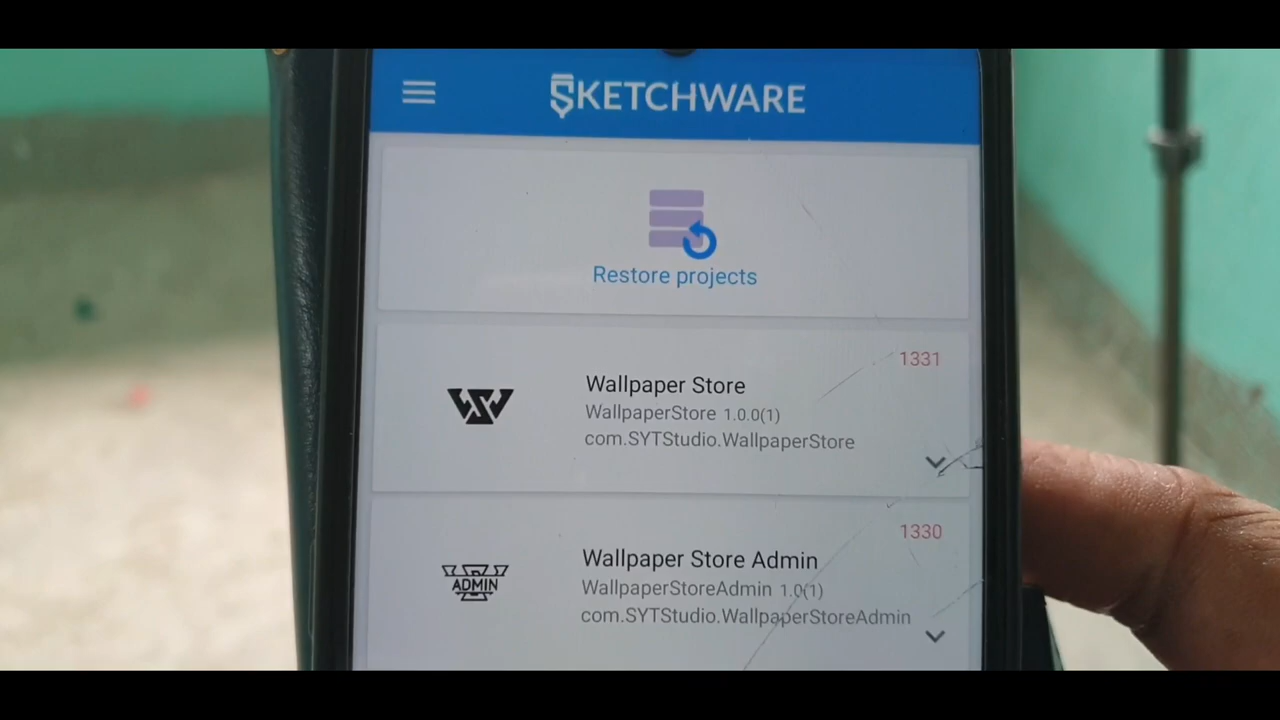 SKETCHWARE
Restore projects
1331
Wallpaper Store
WallpaperStore 1.0.0(1)
com.SYTStudio.WallpaperStore
1330
Wallpaper Store Admin
ADMIN
WallpaperStoreAdmin 1.0(1)
com.SYTStudio.WallpaperStoreAdmin